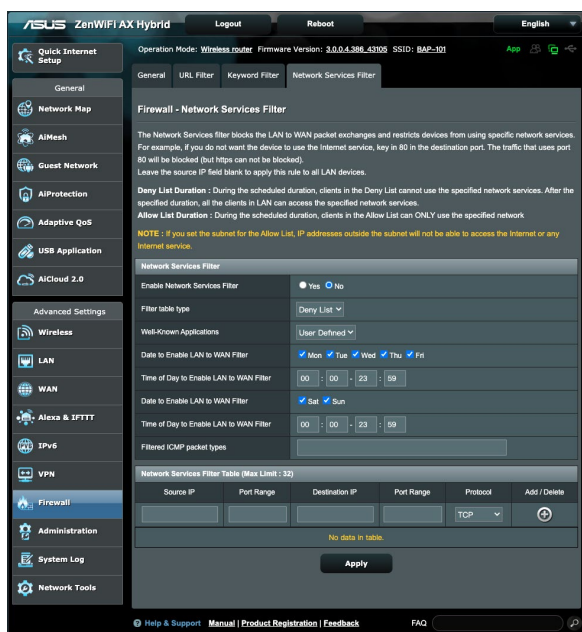 ASUS ZenWiFi AX Hybrid Logout Reboot English
Quick Internet Setup
General
Network Map
AiMesh
Guest Network
AiProtection
Adaptive QoS
USB Application
AiCloud 2.0
Advanced Settings
Wireless
LAN
WAN
Alexa & IFTTT
IPv6
VPN
Firewall
Administration
System Log
Network Tools
Operation Mode: Wireless router Firmware Version: 3.0.0.4.386_43105 SSID: BAP-101 App
General URL Filter Keyword Filter Network Services Filter
Firewall - Network Services Filter
The Network Services filter blocks the LAN to WAN packet exchanges and restricts devices from using specific network services.
For example, if you do not want the device to use the Internet service, key in 80 in the destination port. The traffic that uses port
80 will be blocked (but https can not be blocked).
Leave the source IP field blank to apply this rule to all LAN devices.
Deny List Duration : During the scheduled duration, clients in the Deny List cannot use the specified network services. After the
specified duration, all the clients in LAN can access the specified network services.
Allow List Duration : During the scheduled duration, clients in the Allow List can ONLY use the specified network
NOTE : If you set the subnet for the Allow List, IP addresses outside the subnet will not be able to access the Internet or any
Internet service.
Network Services Filter
Enable Network Services Filter Yes No
Filter table type Deny List
Well-Known Applications User Defined
Date to Enable LAN to WAN Filter Mon Tue Wed Thu Fri
Time of Day to Enable LAN to WAN Filter 00 : 00 - 23 : 59
Date to Enable LAN to WAN Filter Sat Sun
Time of Day to Enable LAN to WAN Filter 00 : 00 - 23 : 59
Filtered ICMP packet types
Network Services Filter Table (Max Limit : 32)
Source IP Port Range Destination IP Port Range Protocol Add / Delete
TCP
No data in table.
Apply
Help & Support Manual | Product Registration | Feedback FAQ